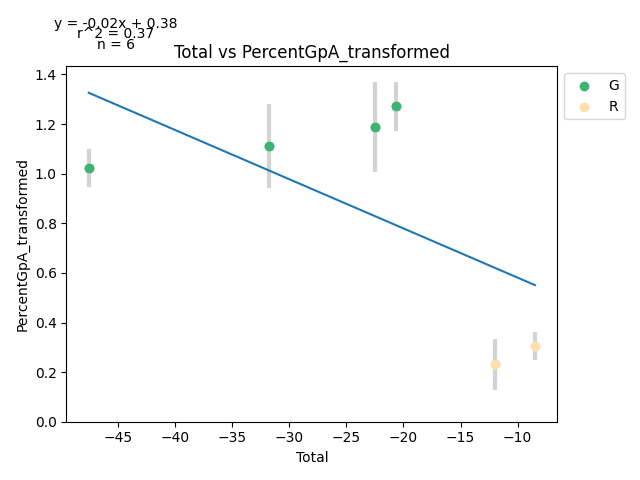 y = -0.02x + 0.38
r^2 = 0.37
n = 6
Total vs PercentGpA_transformed
G
R
PercentGpA_transformed
1.4
1.2
1.0
0.8
0.6
0.4
0.2
0.0
−45 −40 −35 −30 −25 −20 −15 −10
Total